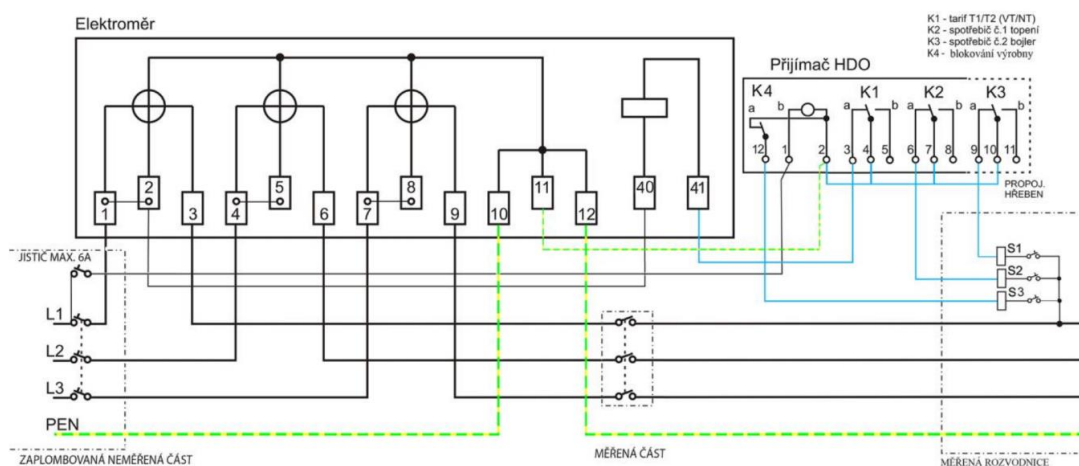 Elektroměr
K1 - tarif T1/T2 (VT/NT)
K2 - spotřebič č.1 topení
K3 - spotřebič č.2 bojler
K4 - blokování výrobny
Přijímač HDO
K4 K1 K2 K3
a b a b a b a b
12 1 2 3 4 5 6 7 8 9 10 11
PROPOJ.
HŘEBEN
1 2 3 4 5 6 7 8 9 10 11 12 40 41
JISTIČ MAX. 6A
S1
S2
S3
L1
L2
L3
PEN
ZAPLOMBOVANÁ NEMĚŘENÁ ČÁST
MĚŘENÁ ČÁST
MĚŘENÁ ROZVODNICE